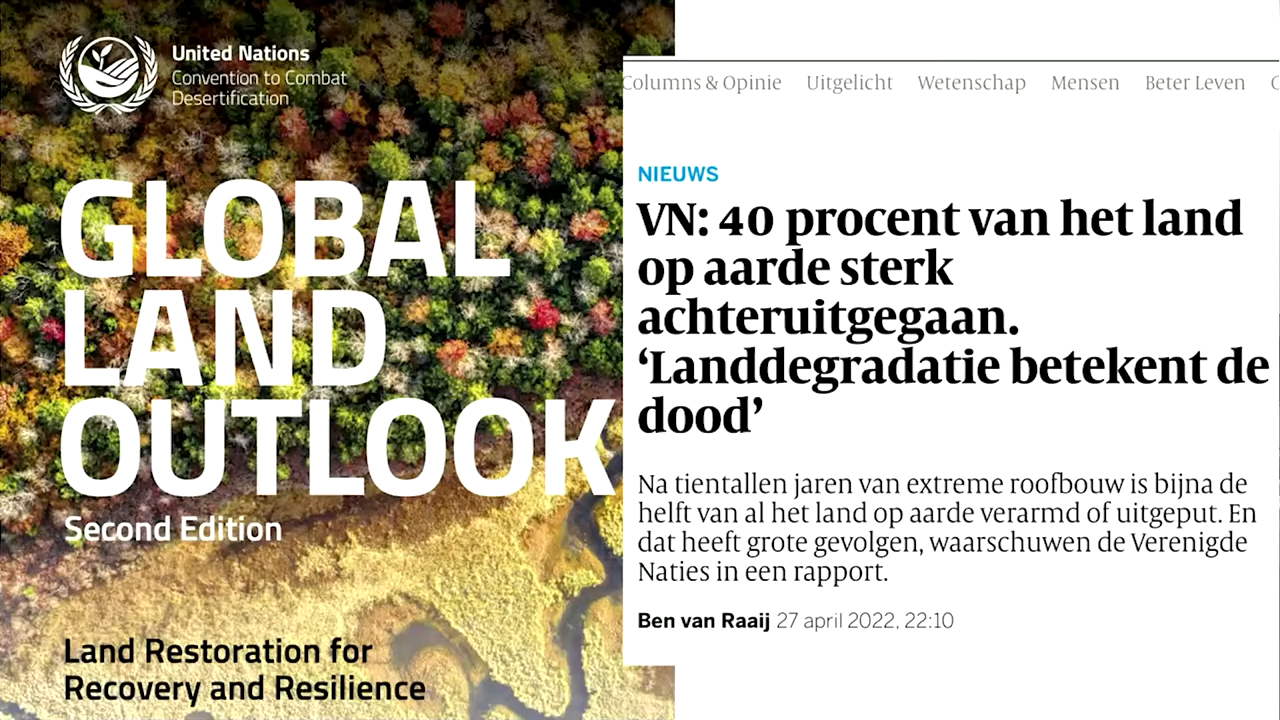 United Nations
Convention to Combat
Desertification
GLOBAL
LAND
OUTLOOK
Second Edition
Land Restoration for
Recovery and Resilience
Columns & Opinie Uitgelicht Wetenschap Mensen Beter Leven
NIEUWS
VN: 40 procent van het land
op aarde sterk
achteruitgegaan.
‘Landdegradatie betekent de
dood’
Na tientallen jaren van extreme roofbouw is bijna de
helft van al het land op aarde verarmd of uitgeput. En
dat heeft grote gevolgen, waarschuwen de Verenigde
Naties in een rapport.
Ben van Raaij 27 april 2022, 22:10